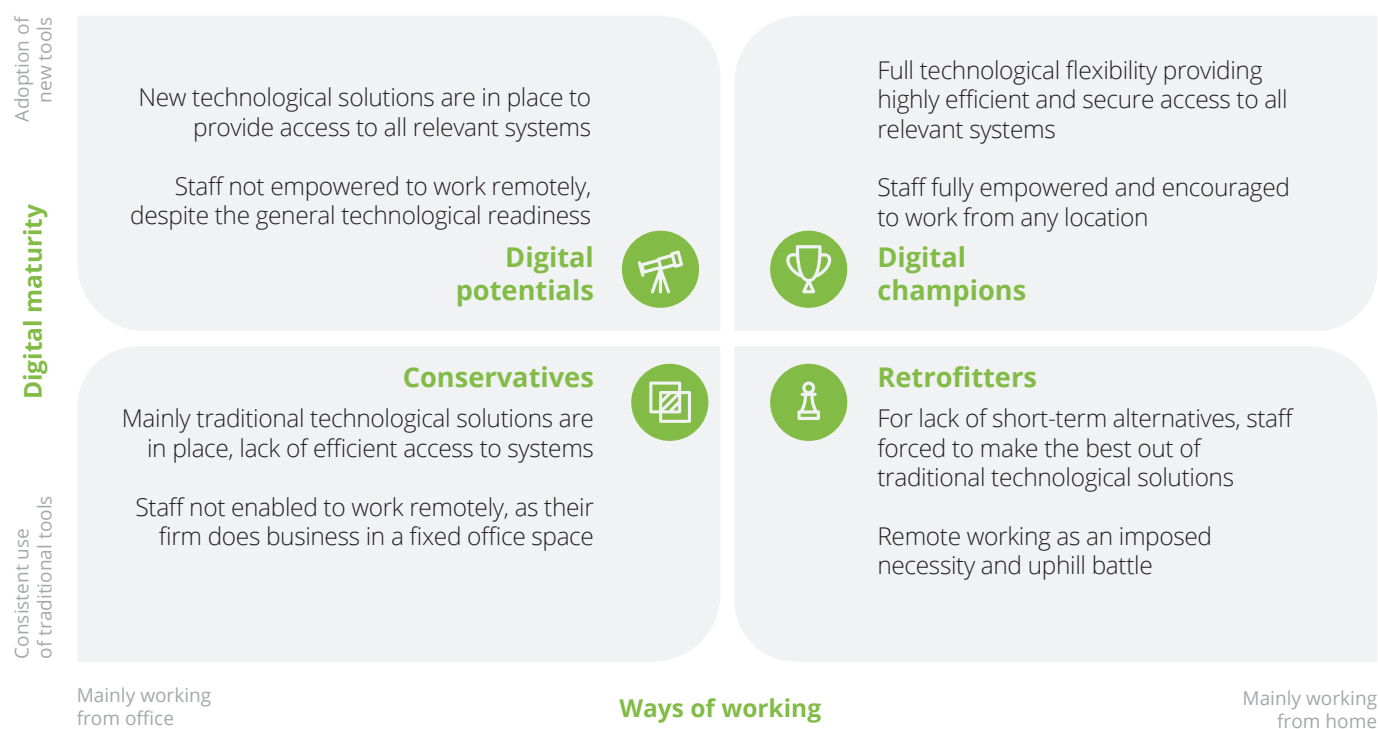 Adoption of
new tools
Digital maturity
Consistent use
of traditional tools
New technological solutions are in place to
provide access to all relevant systems
Staff not empowered to work remotely,
despite the general technological readiness
Digital
potentials
Full technological flexibility providing
highly efficient and secure access to all
relevant systems
Staff fully empowered and encouraged
to work from any location
Digital
champions
Conservatives
Mainly traditional technological solutions are
in place, lack of efficient access to systems
Staff not enabled to work remotely, as their
firm does business in a fixed office space
Retrofitters
For lack of short-term alternatives, staff
forced to make the best out of
traditional technological solutions
Remote working as an imposed
necessity and uphill battle
Mainly working
from office
Ways of working
Mainly working
from home